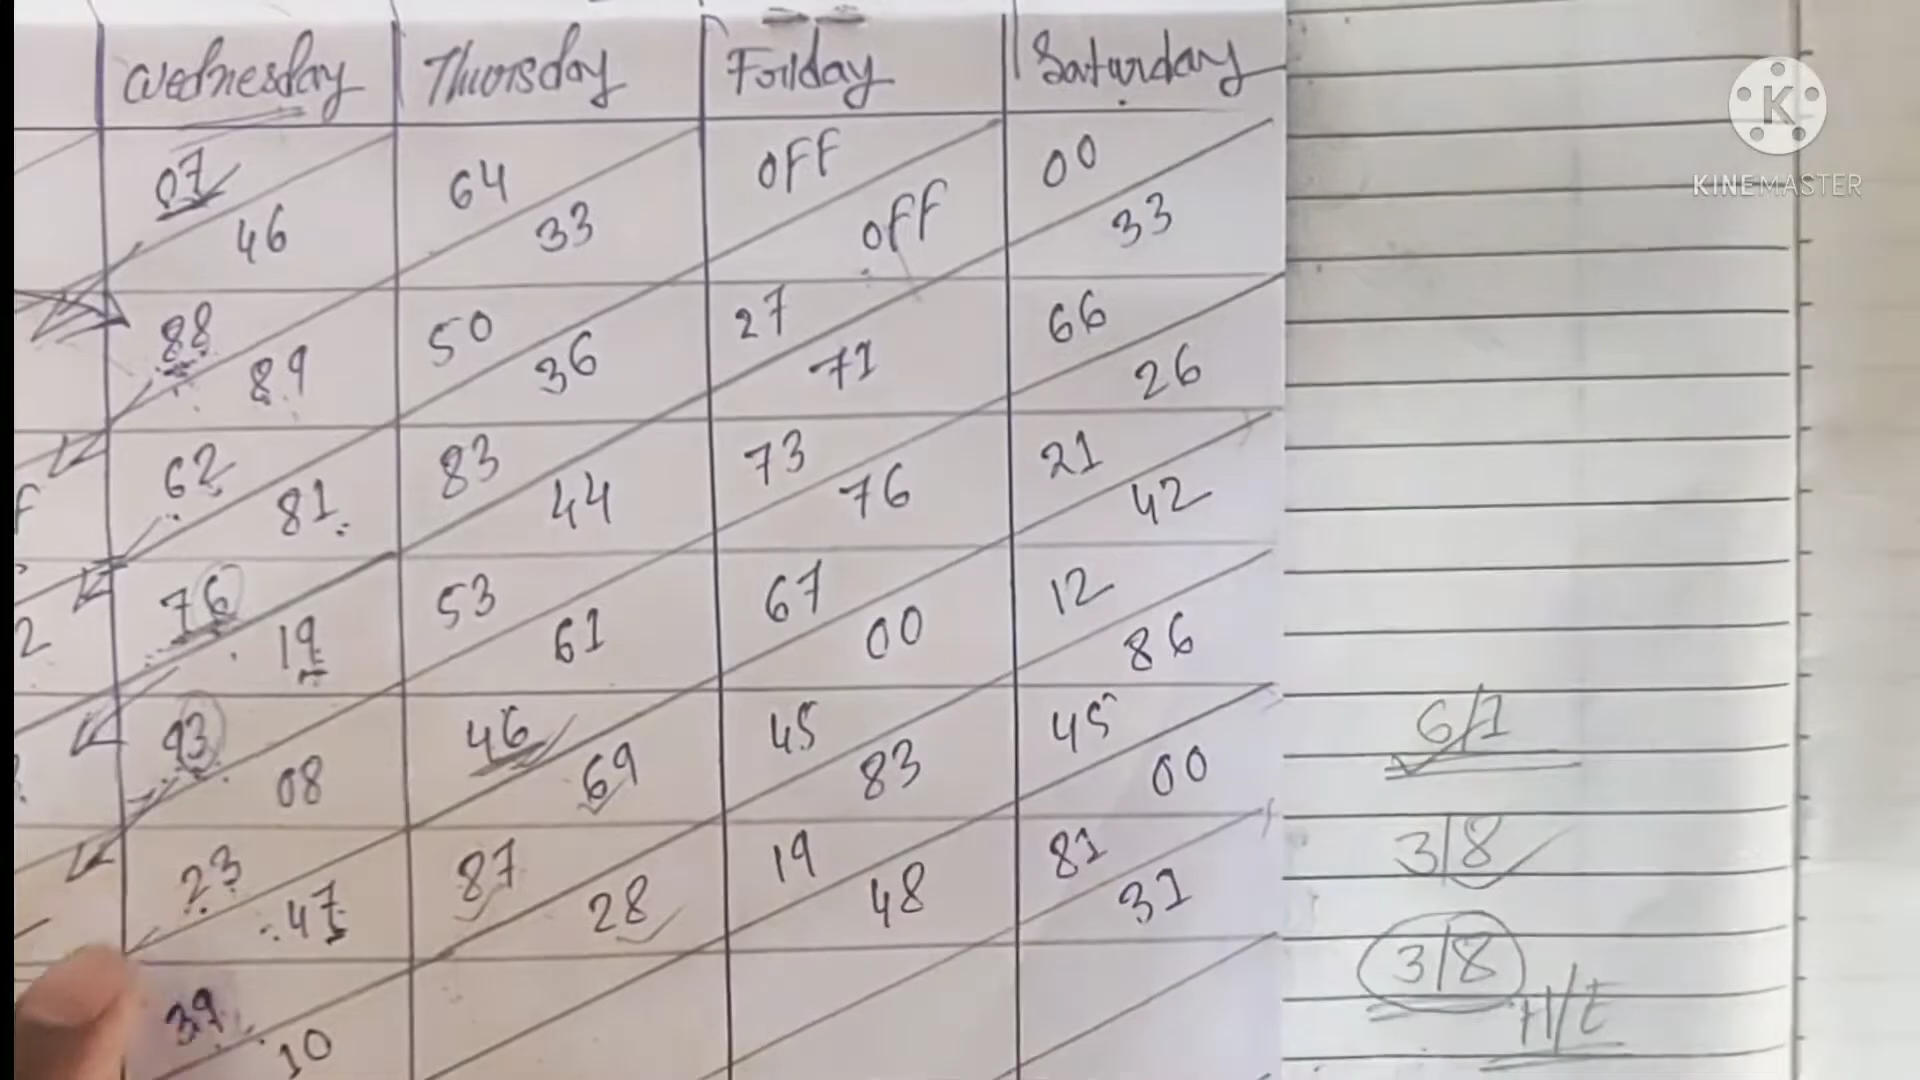 Wednesday Thursday Foilday Saturday
07 64 OFF 00
46 33 OFF 33
88 50 27 66
89 36 71 26
62 83 73 21
81 44 76 42
76 53 67 12
19 61 00 86
93 46 45 45
08 69 83 00
23 87 19 81
47 28 48 31
39
10
2
6/1
3/8
3/8
H/E
KINEMASTER